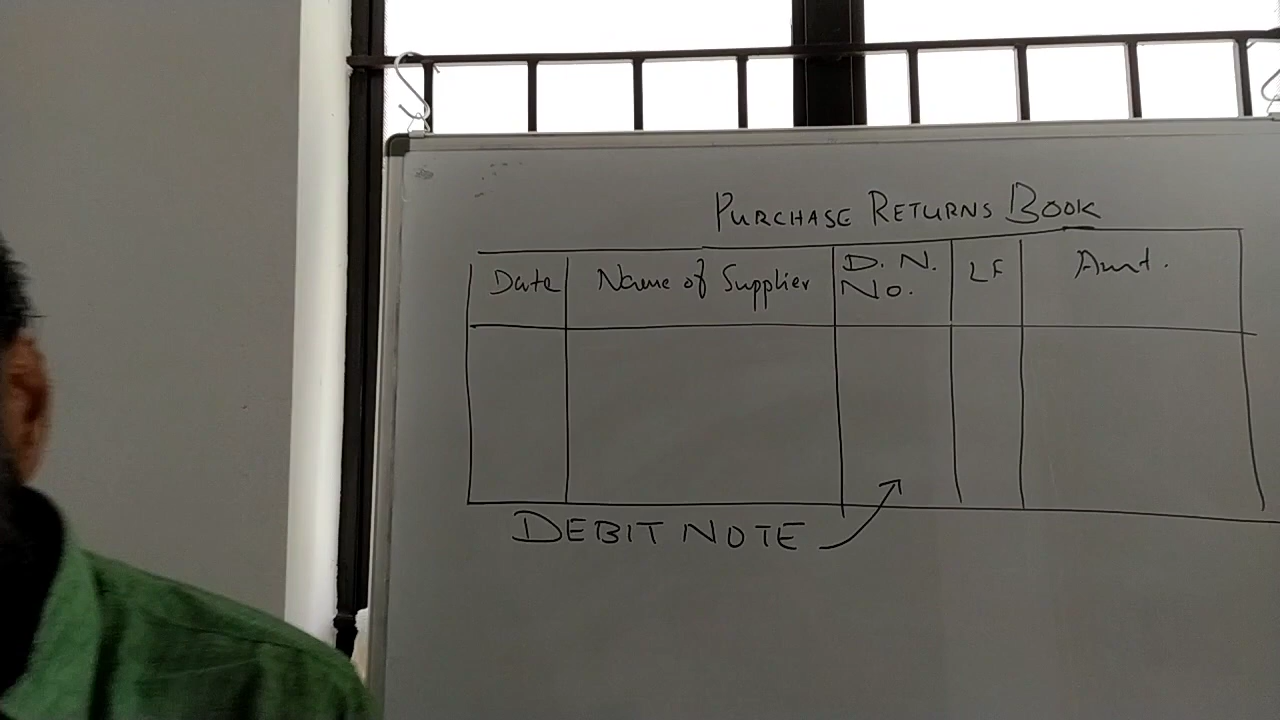 PURCHASE RETURNS BOOK
Date Name of Supplier D. N. No. LF Amt.
DEBIT NOTE